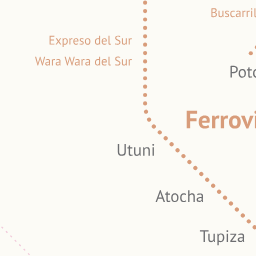 Buscarril
Expreso del Sur
Wara Wara del Sur
Poto
Ferrovi
Utuni
Atocha
Tupiza